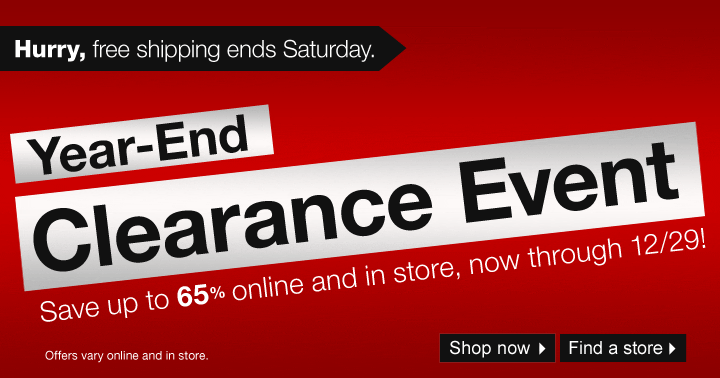 Hurry, free shipping ends Saturday.
Year-End
Clearance Event
Save up to 65% online and in store, now through 12/29!
Offers vary online and in store.
Shop now
Find a store